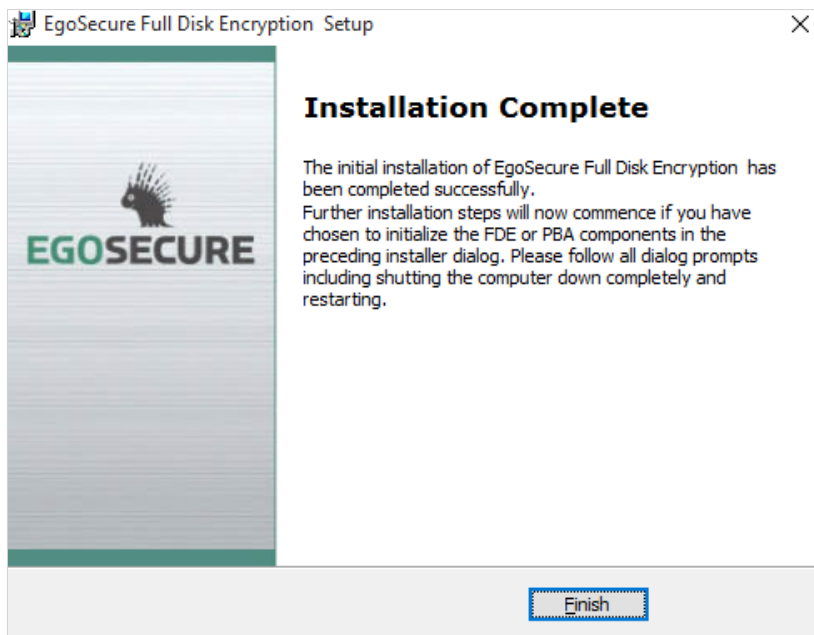 EgoSecure Full Disk Encryption Setup
Installation Complete
The initial installation of EgoSecure Full Disk Encryption has
been completed successfully.
Further installation steps will now commence if you have
chosen to initialize the FDE or PBA components in the
preceding installer dialog. Please follow all dialog prompts
including shutting the computer down completely and
restarting.
EGOSECURE
Finish